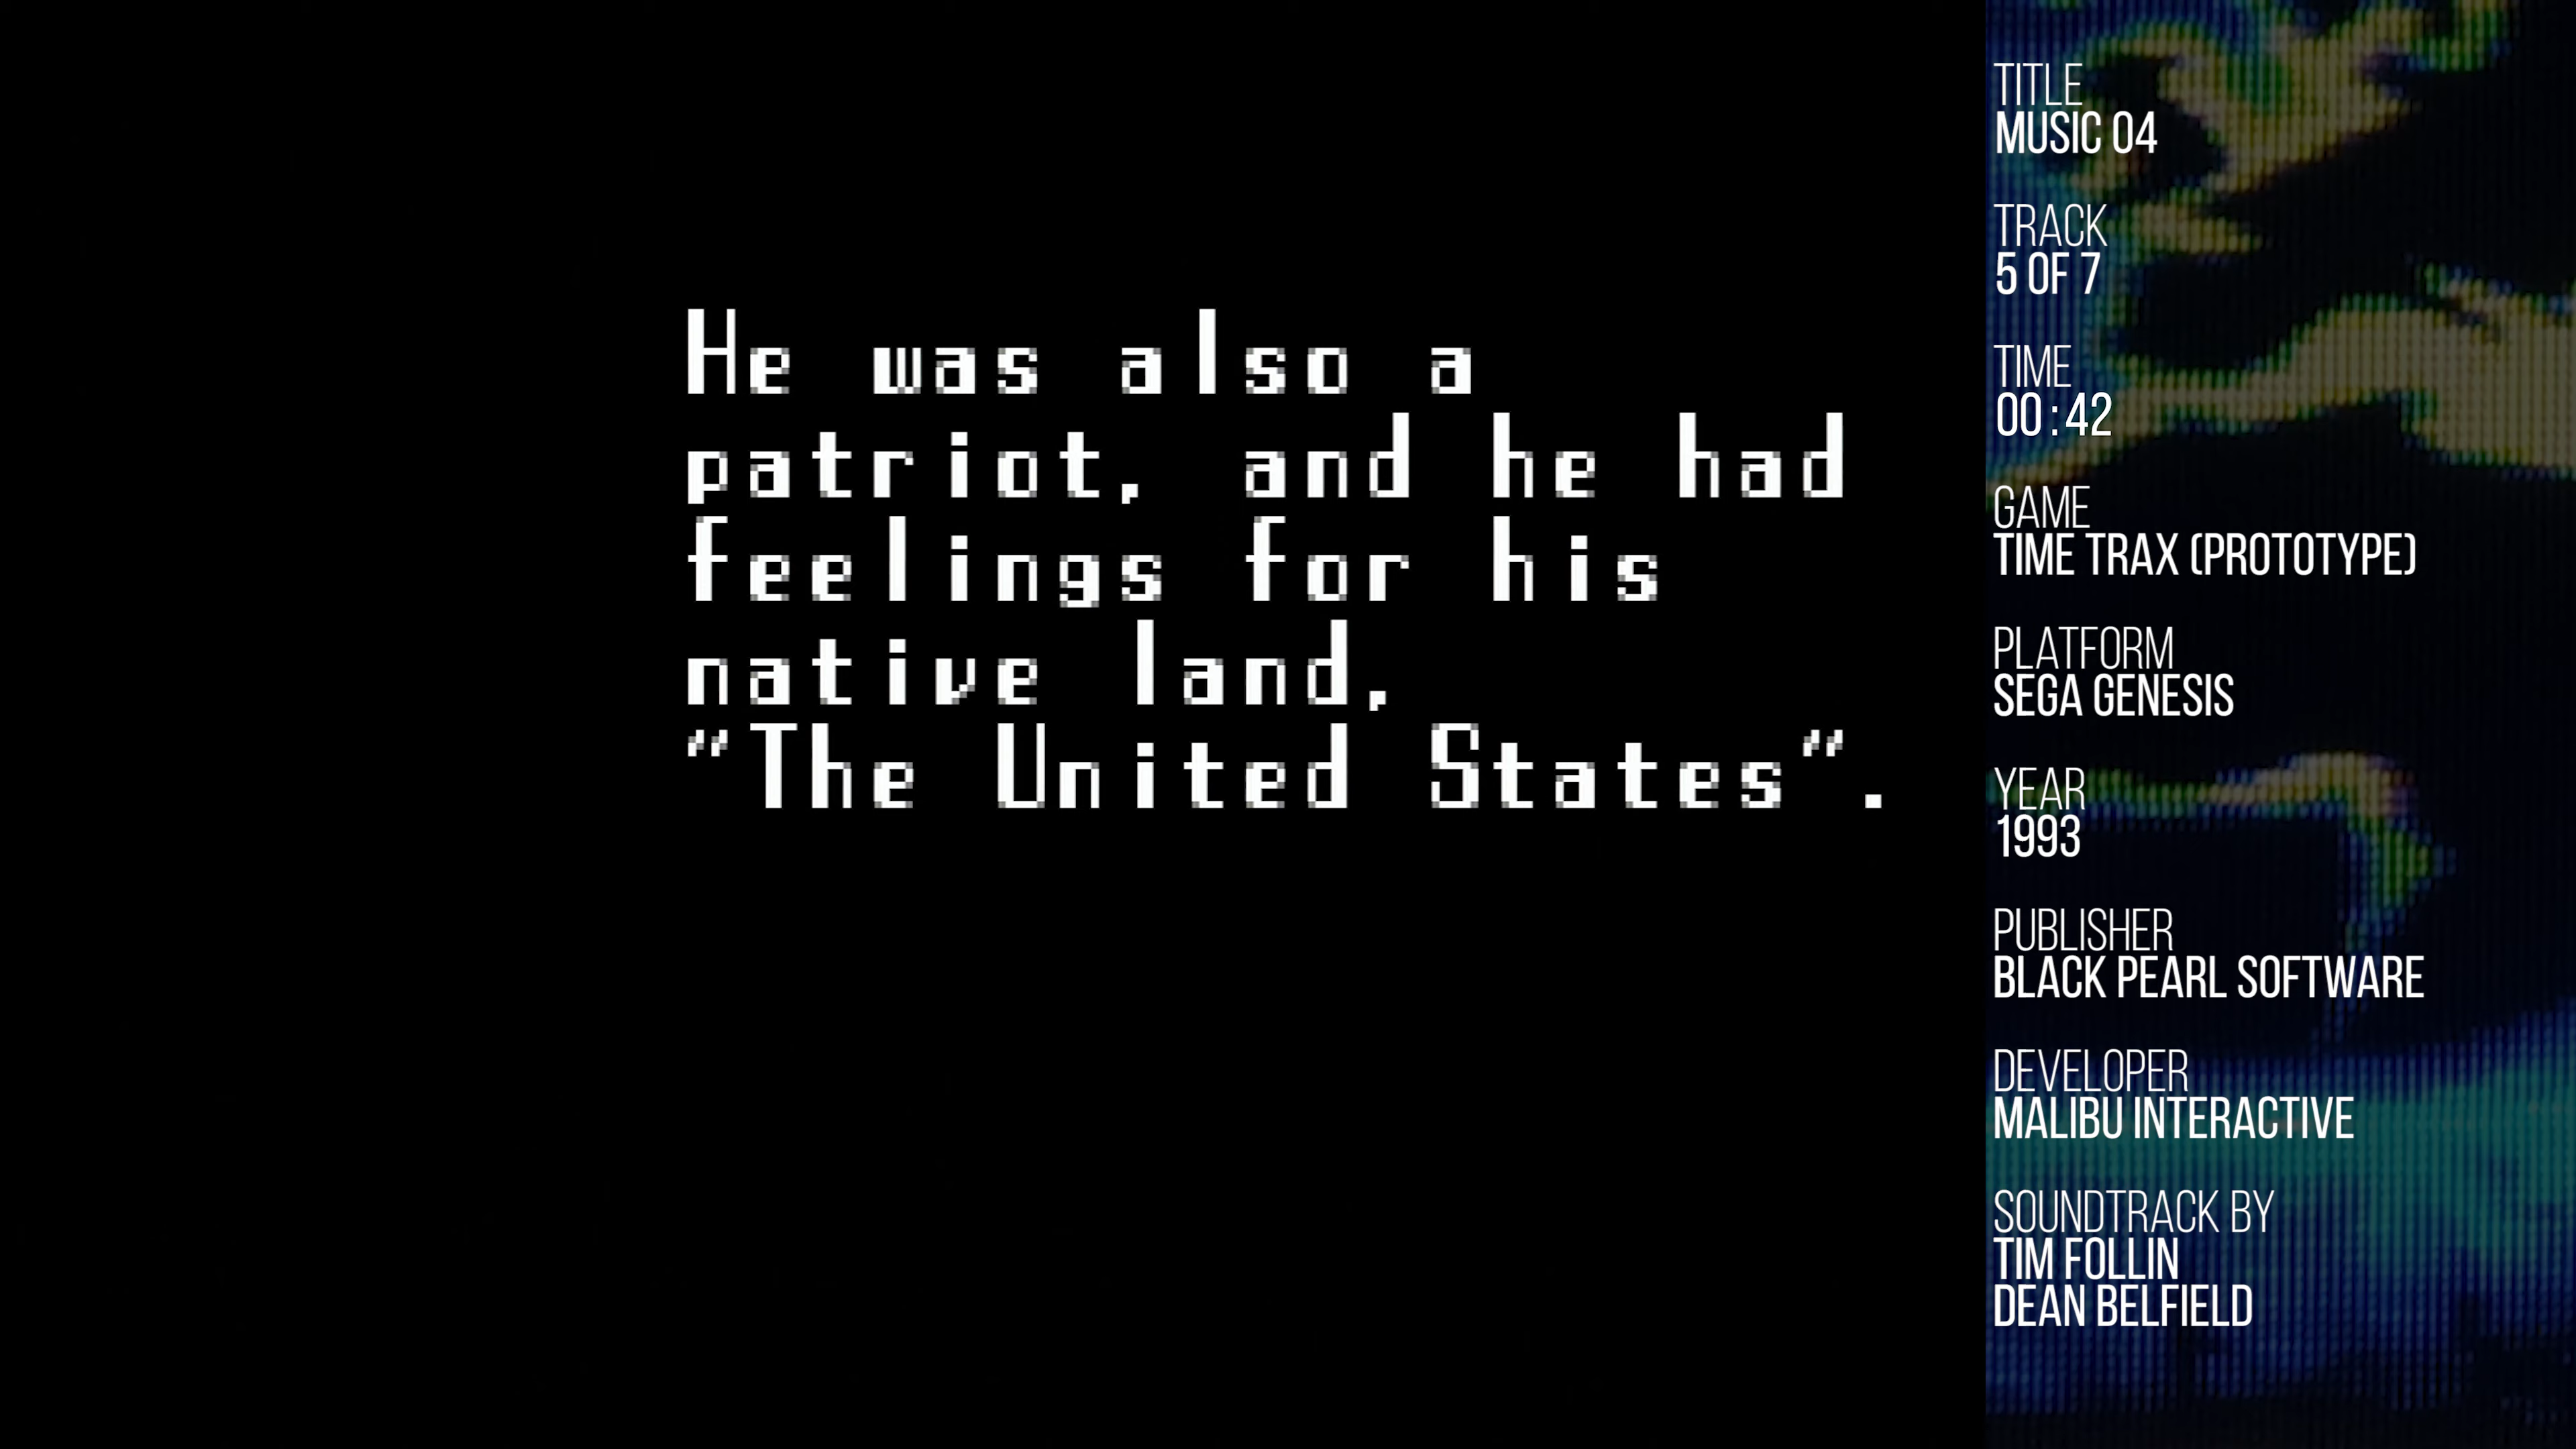 He was also a
patriot, and he had
feelings for his
native land,
"The United States".
TITLE
MUSIC 04
TRACK
5 OF 7
TIME
00:42
GAME
TIME TRAX (PROTOTYPE)
PLATFORM
SEGA GENESIS
YEAR
1993
PUBLISHER
BLACK PEARL SOFTWARE
DEVELOPER
MALIBU INTERACTIVE
SOUNDTRACK BY
TIM FOLLIN
DEAN BELFIELD